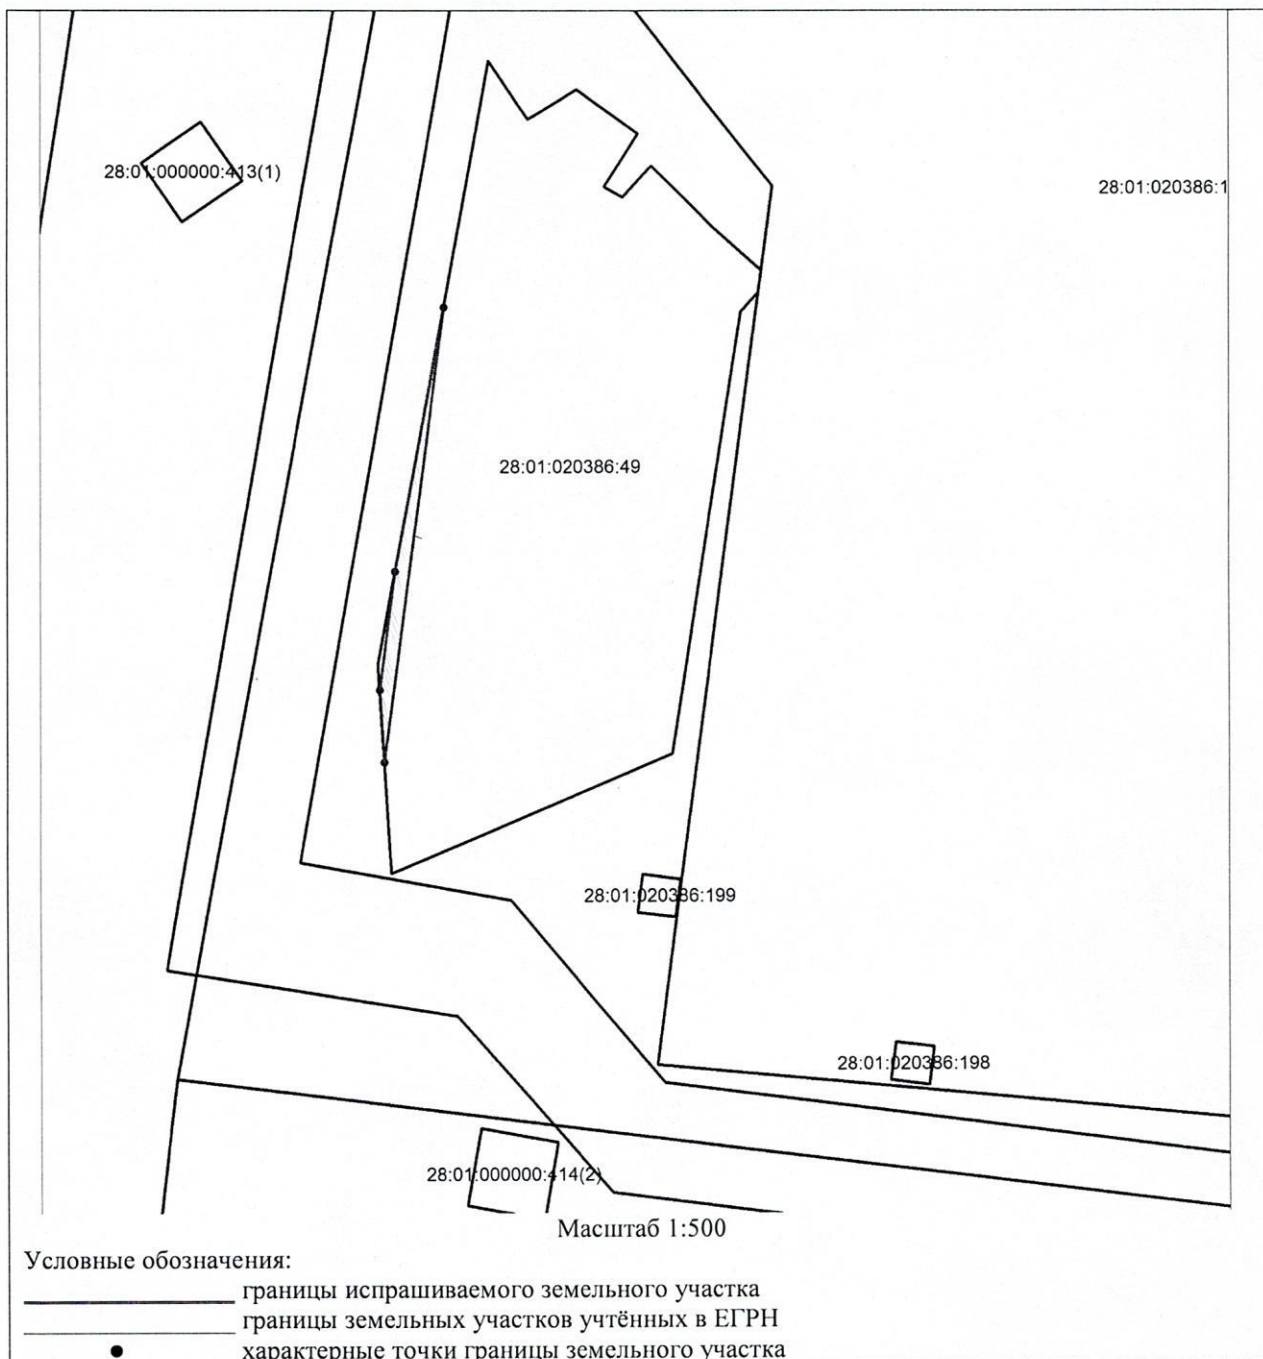 28:01:000000:413(1)
28:01:020386:1
28:01:020386:49
28:01:020386:199
28:01:020386:198
28:01:000000:414(2)
Масштаб 1:500
Условные обозначения:
границы испрашиваемого земельного участка
границы земельных участков учтённых в ЕГРН
характерные точки границы земельного участка